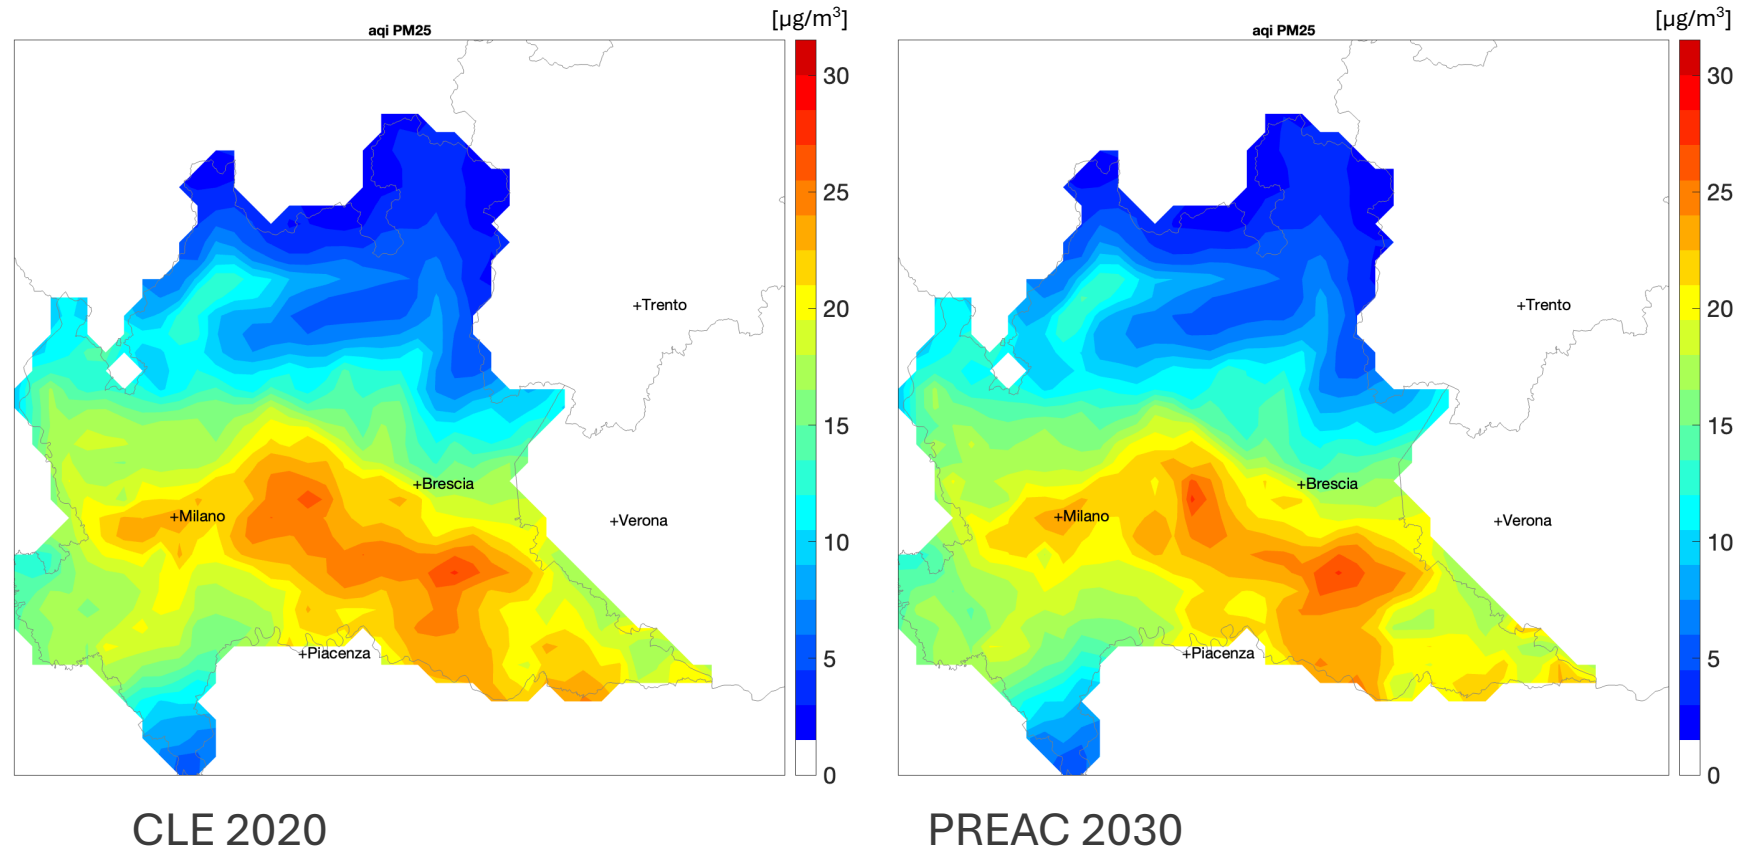 [µg/m³] [µg/m³]
aqi PM25 aqi PM25
30 30
25 25
+Trento +Trento
20 20
15 15
+Brescia +Brescia
+Milano +Verona +Milano +Verona
10 10
+Piacenza +Piacenza
5 5
0 0
CLE 2020 PREAC 2030